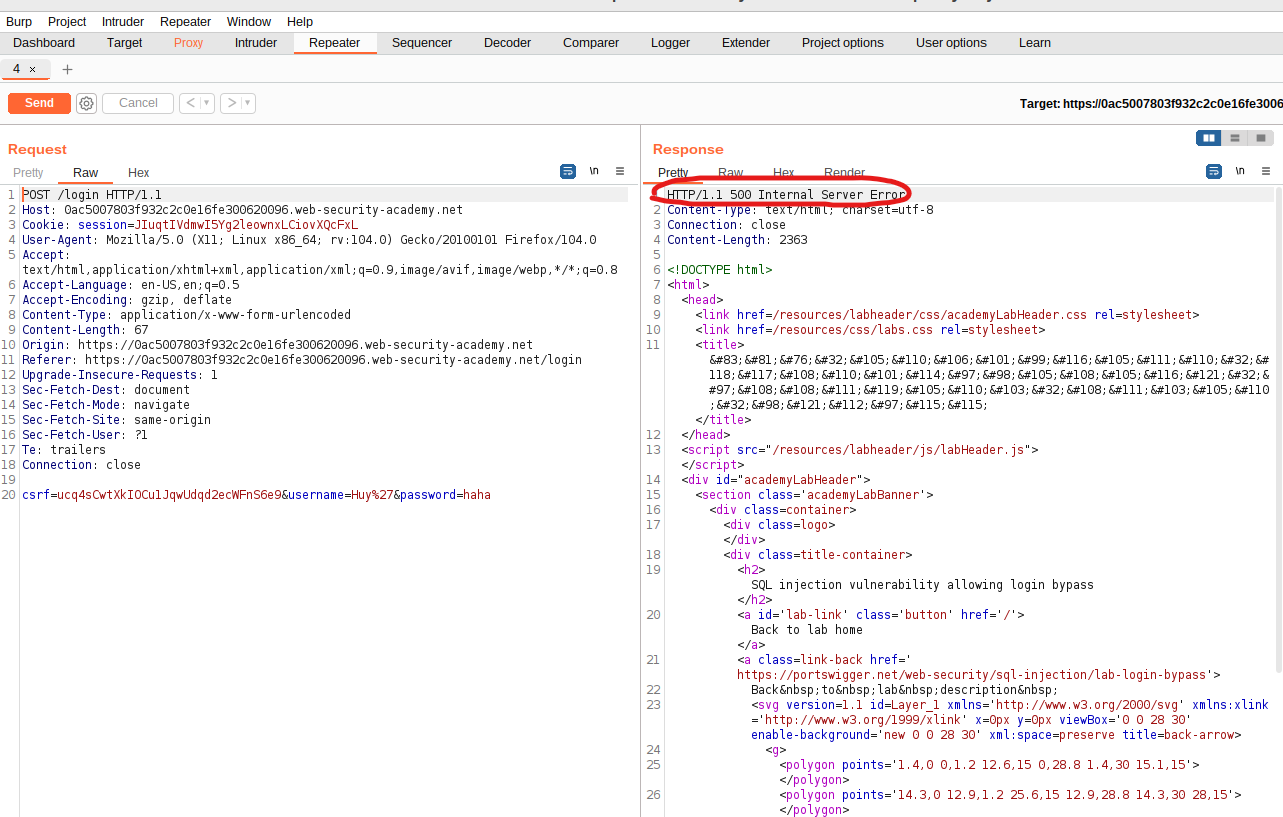 Burp Project Intruder Repeater Window Help
Dashboard Target Proxy Intruder Repeater Sequencer Decoder Comparer Logger Extender Project options User options Learn
4 × +
Send Cancel < ▾ > ▾ Target: https://0ac5007803f932c2c0e16fe3006
Request
Pretty Raw Hex \n ≡
1 POST /login HTTP/1.1
2 Host: 0ac5007803f932c2c0e16fe300620096.web-security-academy.net
3 Cookie: session=JIuqtIVdmwI5Yg2leownxLCiovXQcFxL
4 User-Agent: Mozilla/5.0 (X11; Linux x86_64; rv:104.0) Gecko/20100101 Firefox/104.0
5 Accept:
text/html,application/xhtml+xml,application/xml;q=0.9,image/avif,image/webp,*/*;q=0.8
6 Accept-Language: en-US,en;q=0.5
7 Accept-Encoding: gzip, deflate
8 Content-Type: application/x-www-form-urlencoded
9 Content-Length: 67
10 Origin: https://0ac5007803f932c2c0e16fe300620096.web-security-academy.net
11 Referer: https://0ac5007803f932c2c0e16fe300620096.web-security-academy.net/login
12 Upgrade-Insecure-Requests: 1
13 Sec-Fetch-Dest: document
14 Sec-Fetch-Mode: navigate
15 Sec-Fetch-Site: same-origin
16 Sec-Fetch-User: ?1
17 Te: trailers
18 Connection: close
19
20 csrf=ucq4sCwtXkIOCu1JqwUdqd2ecWFnS6e9&username=Huy%27&password=haha
Response
Pretty Raw Hex Render \n ≡
HTTP/1.1 500 Internal Server Error
2 Content-Type: text/html; charset=utf-8
3 Connection: close
4 Content-Length: 2363
5
6 <!DOCTYPE html>
7 <html>
8 <head>
9 <link href=/resources/labheader/css/academyLabHeader.css rel=stylesheet>
10 <link href=/resources/css/labs.css rel=stylesheet>
11 <title>
&#83;&#81;&#76;&#32;&#105;&#110;&#106;&#101;&#99;&#116;&#105;&#111;&#110;&#32;&#
118;&#117;&#108;&#110;&#101;&#114;&#97;&#98;&#105;&#108;&#105;&#116;&#121;&#32;&
#97;&#108;&#108;&#111;&#119;&#105;&#110;&#103;&#32;&#108;&#111;&#103;&#105;&#110
;&#32;&#98;&#121;&#112;&#97;&#115;&#115;
</title>
12 </head>
13 <script src="/resources/labheader/js/labHeader.js">
</script>
14 <div id="academyLabHeader">
15 <section class='academyLabBanner'>
16 <div class=container>
17 <div class=logo>
</div>
18 <div class=title-container>
19 <h2>
SQL injection vulnerability allowing login bypass
</h2>
20 <a id='lab-link' class='button' href='/'>
Back to lab home
</a>
21 <a class=link-back href='
https://portswigger.net/web-security/sql-injection/lab-login-bypass'>
22 Back&nbsp;to&nbsp;lab&nbsp;description&nbsp;
23 <svg version=1.1 id=Layer_1 xmlns='http://www.w3.org/2000/svg' xmlns:xlink
='http://www.w3.org/1999/xlink' x=0px y=0px viewBox='0 0 28 30'
enable-background='new 0 0 28 30' xml:space=preserve title=back-arrow>
24 <g>
25 <polygon points='1.4,0 0,1.2 12.6,15 0,28.8 1.4,30 15.1,15'>
</polygon>
26 <polygon points='14.3,0 12.9,1.2 25.6,15 12.9,28.8 14.3,30 28,15'>
</polygon>